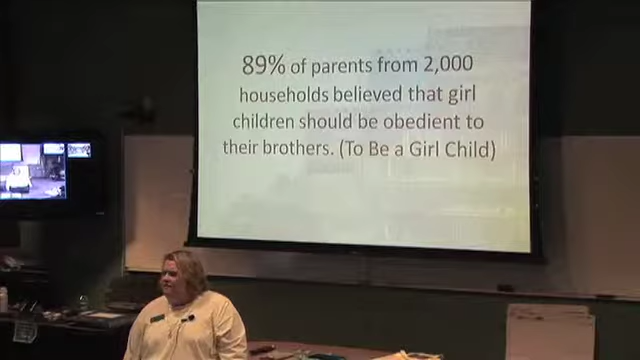 89% of parents from 2,000
households believed that girl
children should be obedient to
their brothers. (To Be a Girl Child)